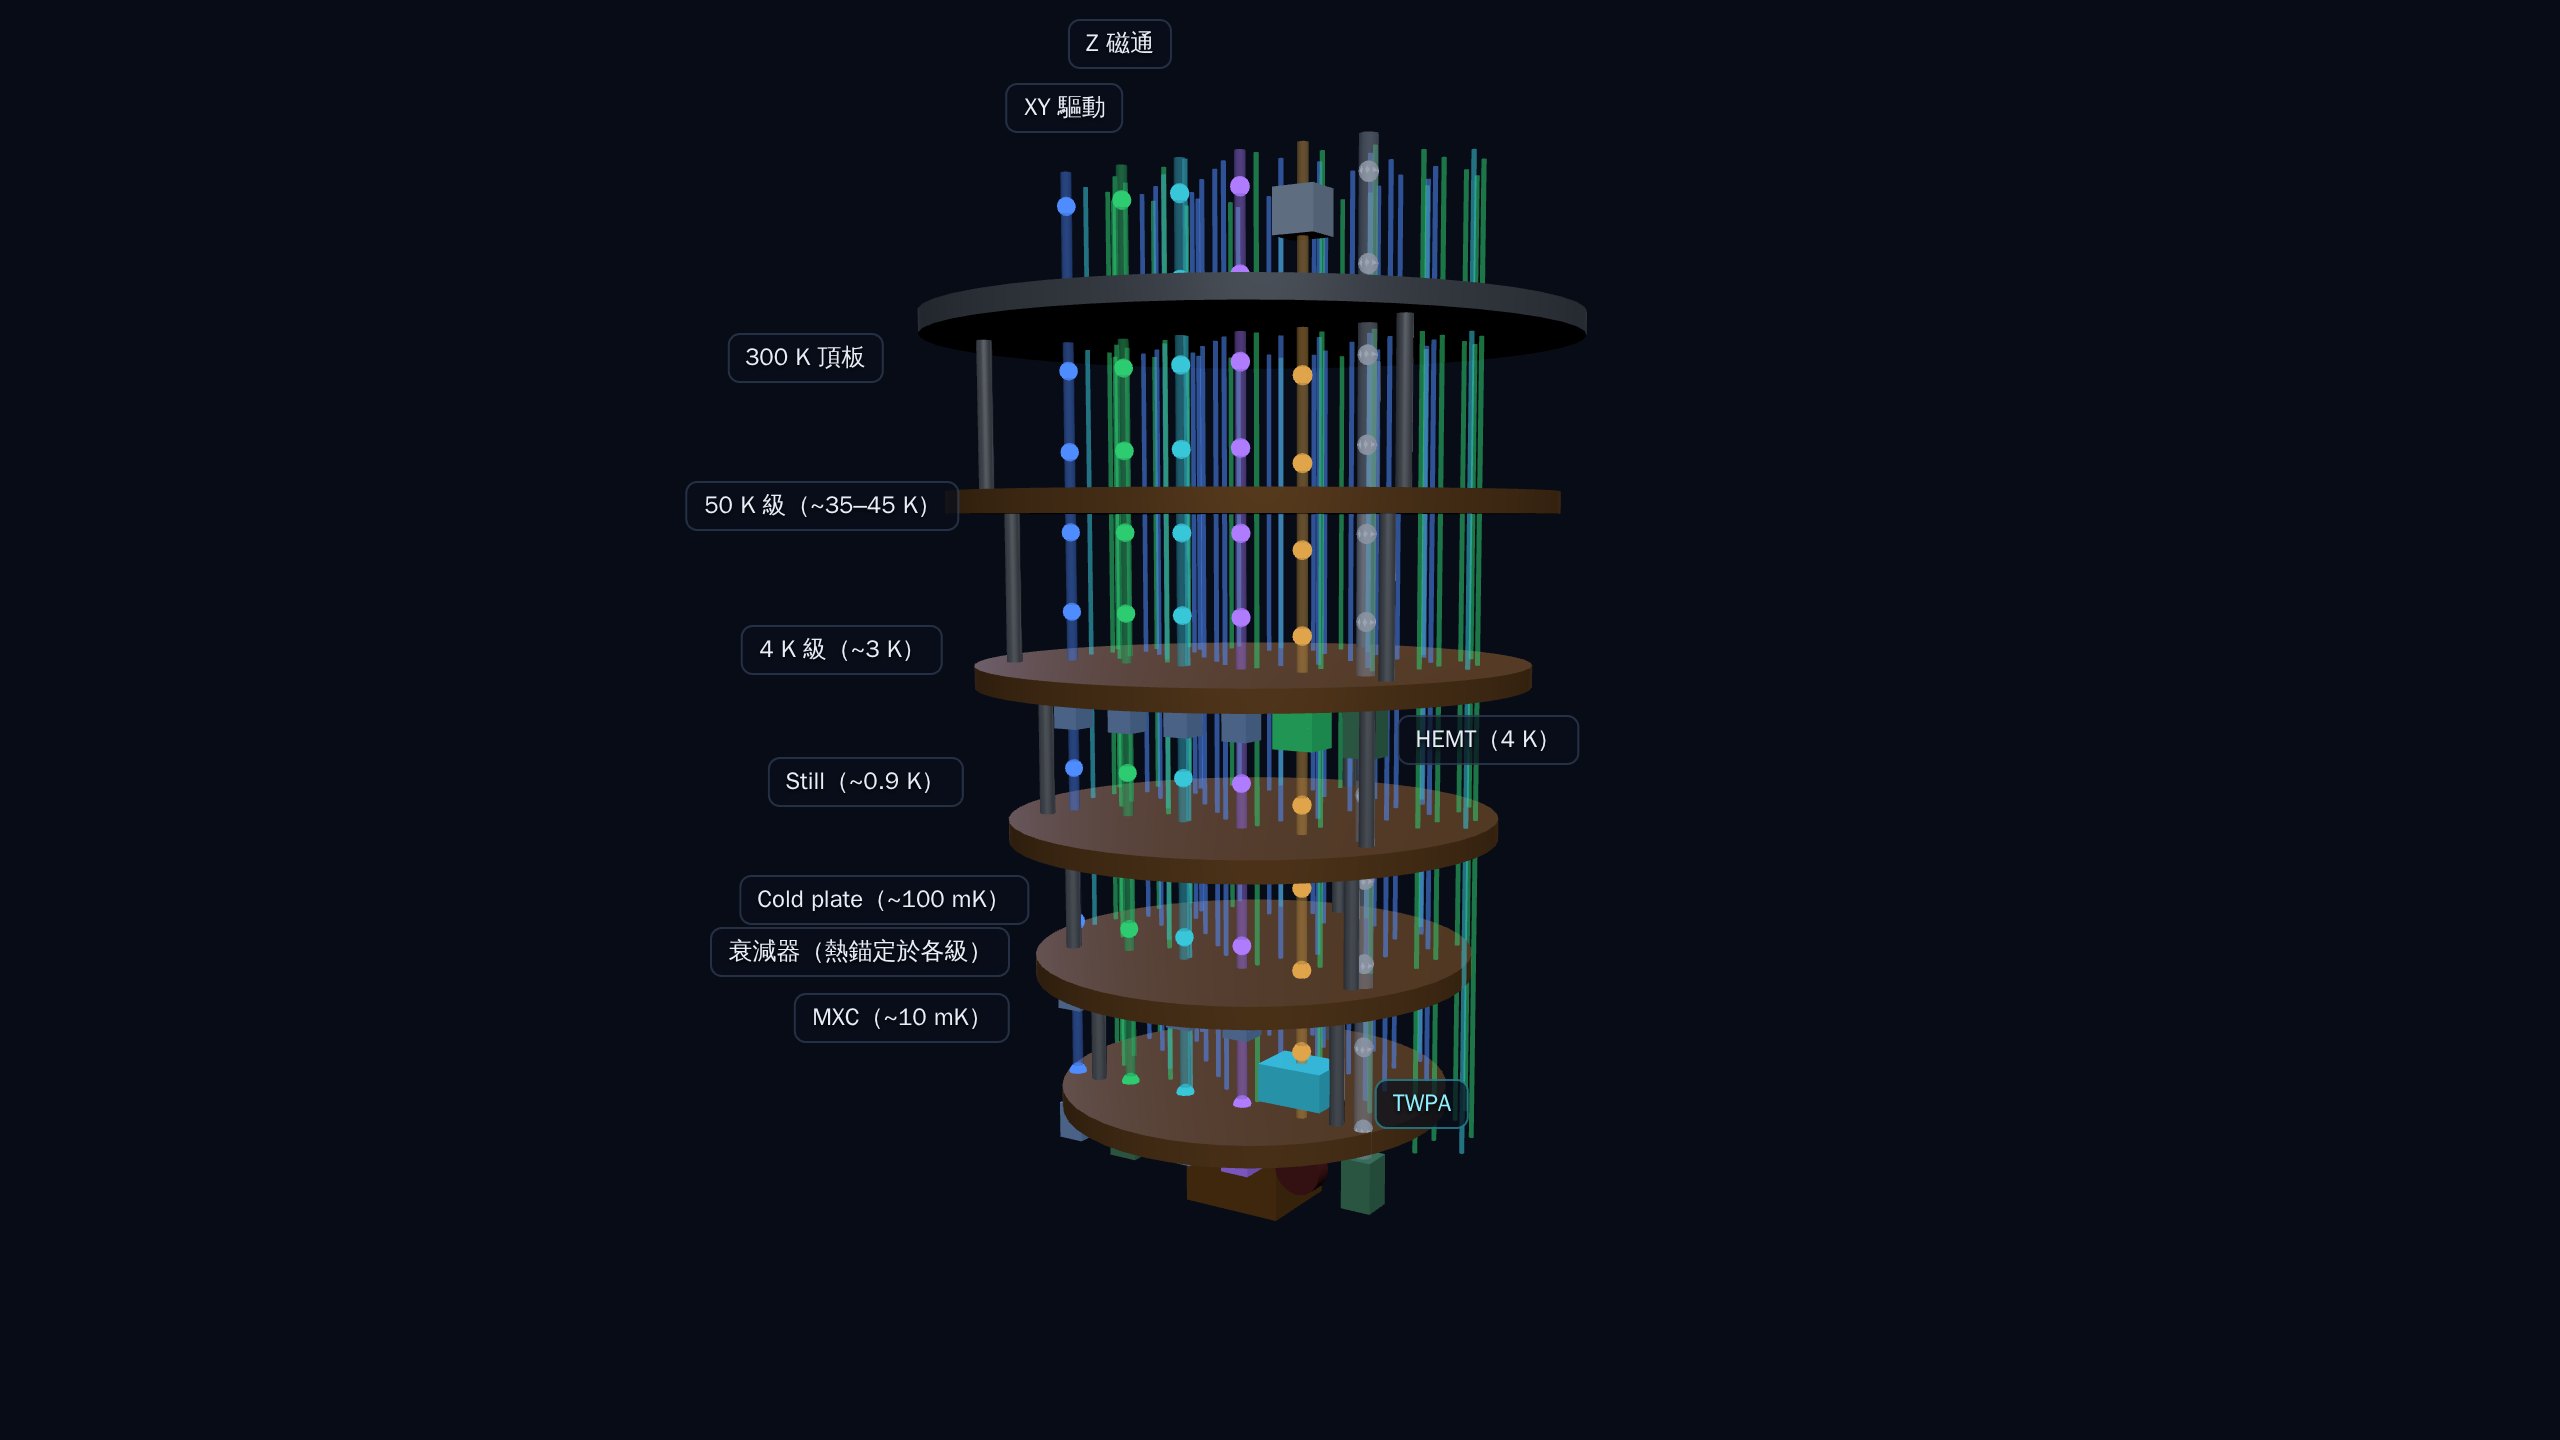 Z 磁通
XY 驅動
300 K 頂板
50 K 級（~35–45 K）
4 K 級（~3 K）
HEMT（4 K）
Still（~0.9 K）
Cold plate（~100 mK）
衰減器（熱錨定於各級）
MXC（~10 mK）
TWPA